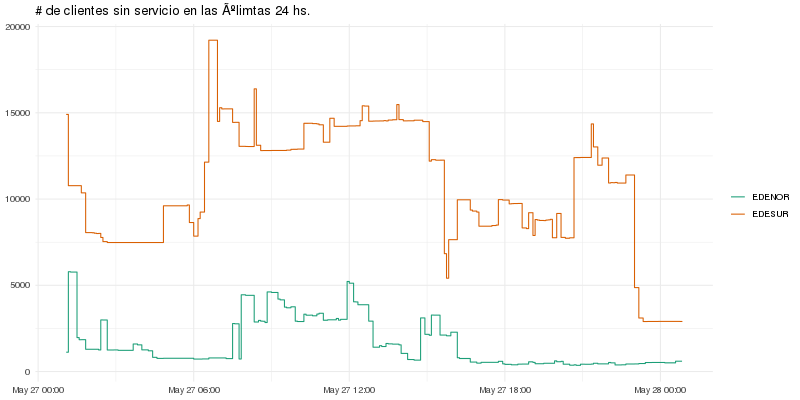 # de clientes sin servicio en las Ãºlimtas 24 hs.
20000
15000
10000
5000
0
May 27 00:00
May 27 06:00
May 27 12:00
May 27 18:00
May 28 00:00
EDENOR
EDESUR